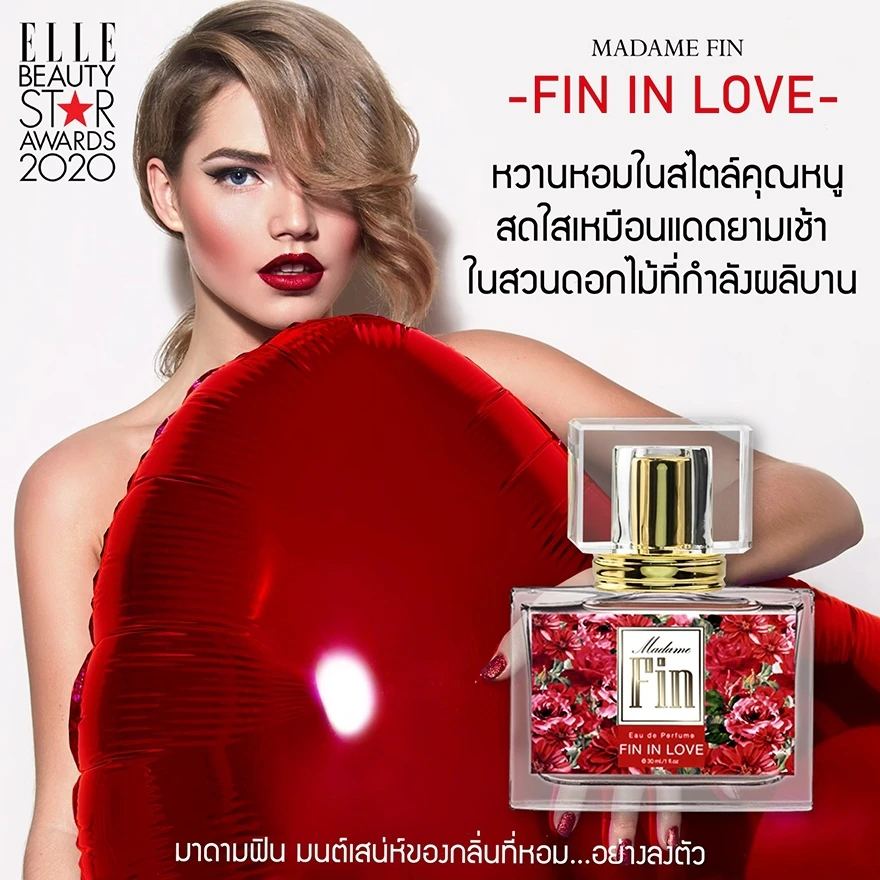 ELLE
BEAUTY
ST★R
AWARDS
2020
MADAME FIN
-FIN IN LOVE-
หวานหอมในสไตล์คุณหนู
สดใสเหมือนแดดยามเช้า
ในสวนดอกไม้ที่กำลังผลิบาน
Madame
Fin
Eau de Perfume
FIN IN LOVE
℮ 30 mL/1 fl.oz
มาดามฟิน มนต์เสน่ห์ของกลิ่นที่หอม...อย่างลงตัว